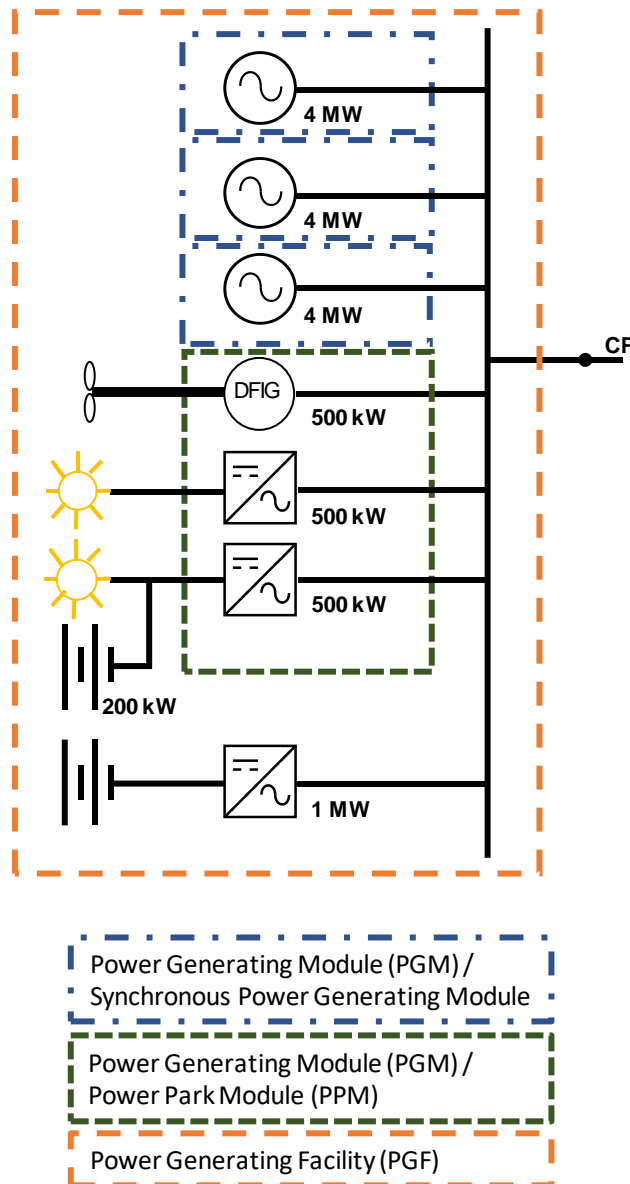 4 MW
4 MW
4 MW
CP
DFIG
500 kW
500 kW
500 kW
200 kW
1 MW
Power Generating Module (PGM) /
Synchronous Power Generating Module
Power Generating Module (PGM) /
Power Park Module (PPM)
Power Generating Facility (PGF)